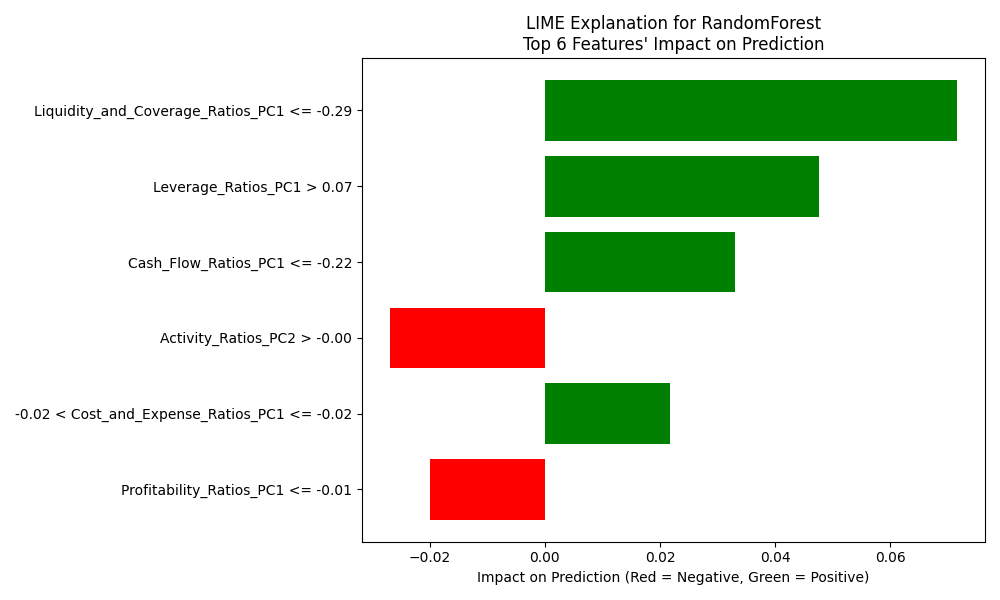 LIME Explanation for RandomForest
Top 6 Features' Impact on Prediction
Liquidity_and_Coverage_Ratios_PC1 <= -0.29
Leverage_Ratios_PC1 > 0.07
Cash_Flow_Ratios_PC1 <= -0.22
Activity_Ratios_PC2 > -0.00
-0.02 < Cost_and_Expense_Ratios_PC1 <= -0.02
Profitability_Ratios_PC1 <= -0.01
−0.02 0.00 0.02 0.04 0.06
Impact on Prediction (Red = Negative, Green = Positive)